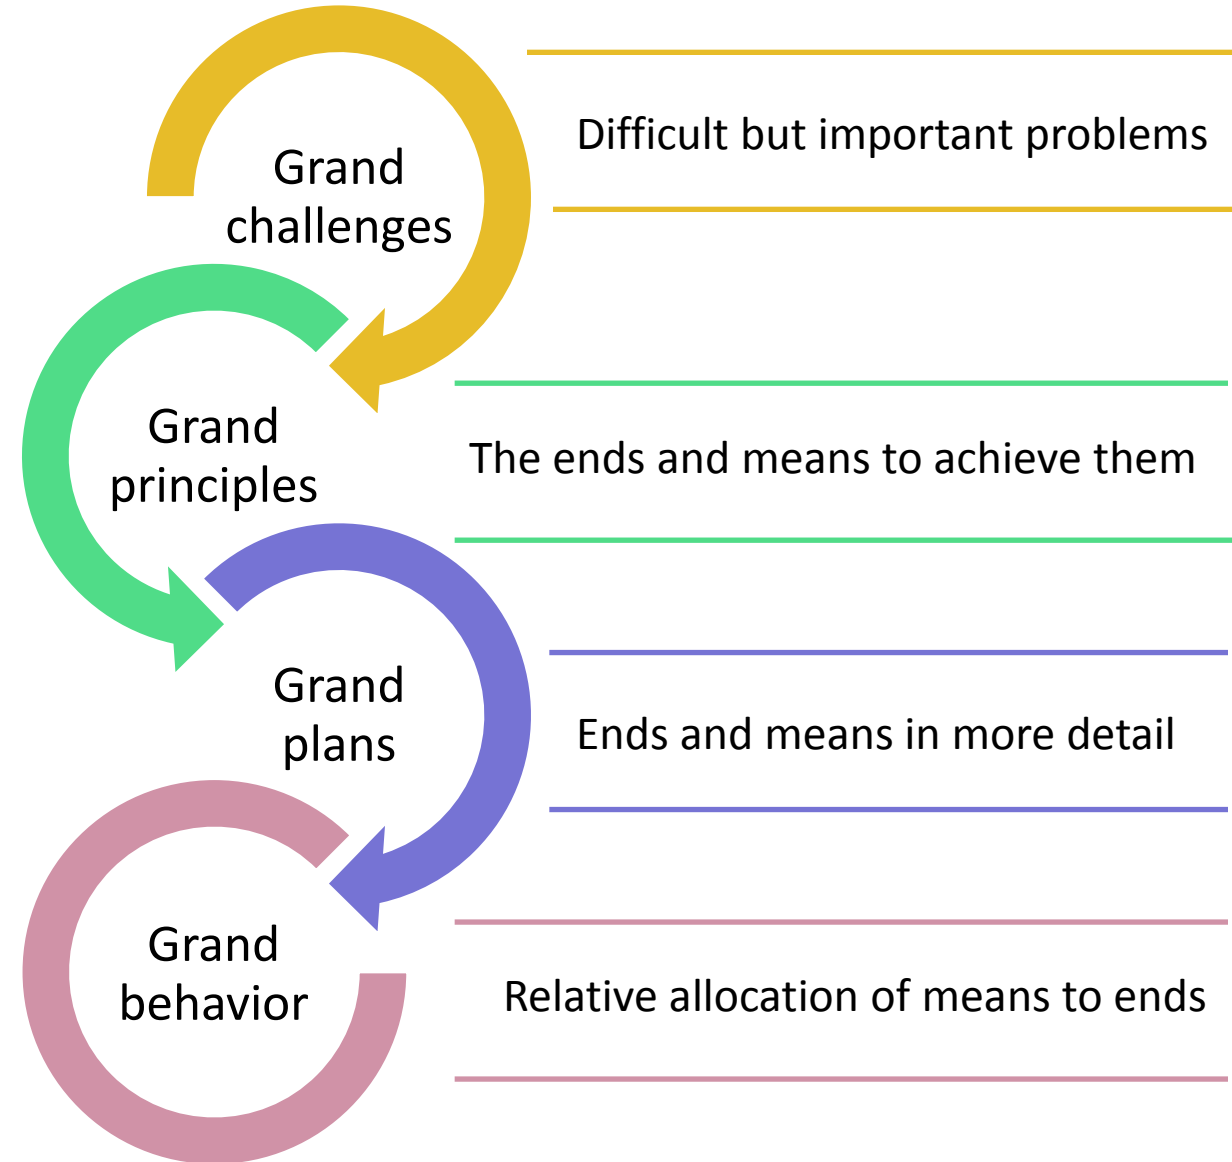 Grand
challenges
Difficult but important problems
Grand
principles
The ends and means to achieve them
Grand
plans
Ends and means in more detail
Grand
behavior
Relative allocation of means to ends